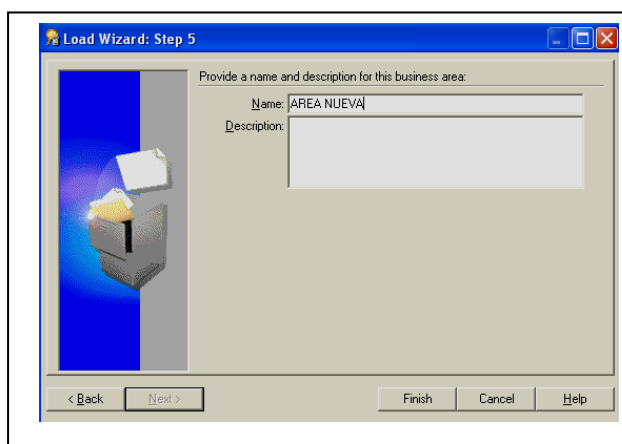 Load Wizard: Step 5
Provide a name and description for this business area:
Name: AREA NUEVA
Description:
< Back Next > Finish Cancel Help